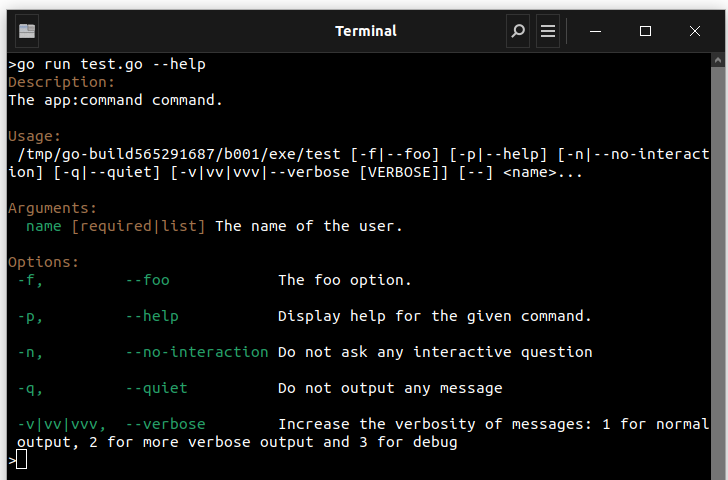 Terminal
>go run test.go --help
Description:
The app:command command.
Usage:
/tmp/go-build565291687/b001/exe/test [-f|--foo] [-p|--help] [-n|--no-interact
ion] [-q|--quiet] [-v|vv|vvv|--verbose [VERBOSE]] [--] <name>...
Arguments:
name [required|list] The name of the user.
Options:
-f, --foo The foo option.
-p, --help Display help for the given command.
-n, --no-interaction Do not ask any interactive question
-q, --quiet Do not output any message
-v|vv|vvv, --verbose Increase the verbosity of messages: 1 for normal
output, 2 for more verbose output and 3 for debug
>